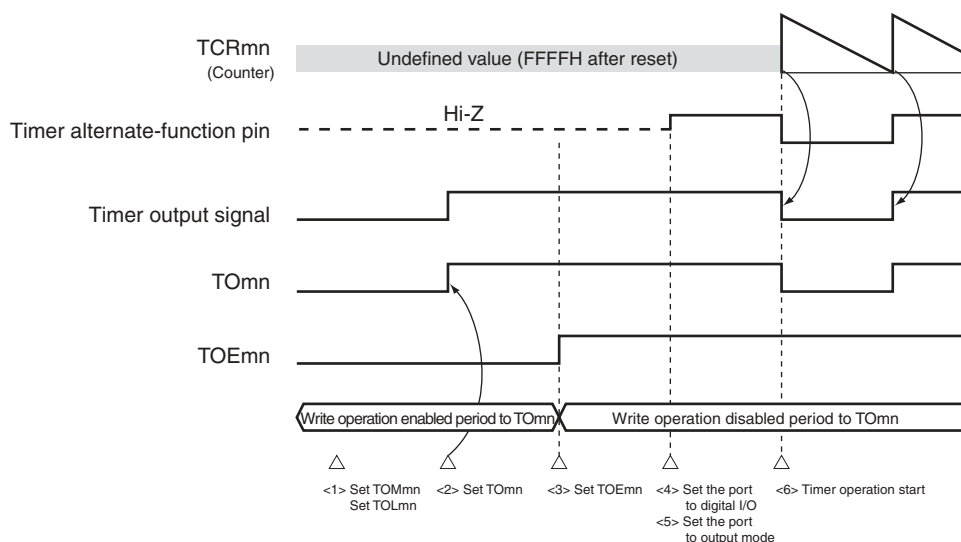 TCRmn
(Counter)
Undefined value (FFFFH after reset)
Hi-Z
Timer alternate-function pin
Timer output signal
TOmn
TOEmn
Write operation enabled period to TOmn
Write operation disabled period to TOmn
<1> Set TOMmn
Set TOLmn
<2> Set TOmn
<3> Set TOEmn
<4> Set the port
to digital I/O
<5> Set the port
to output mode
<6> Timer operation start